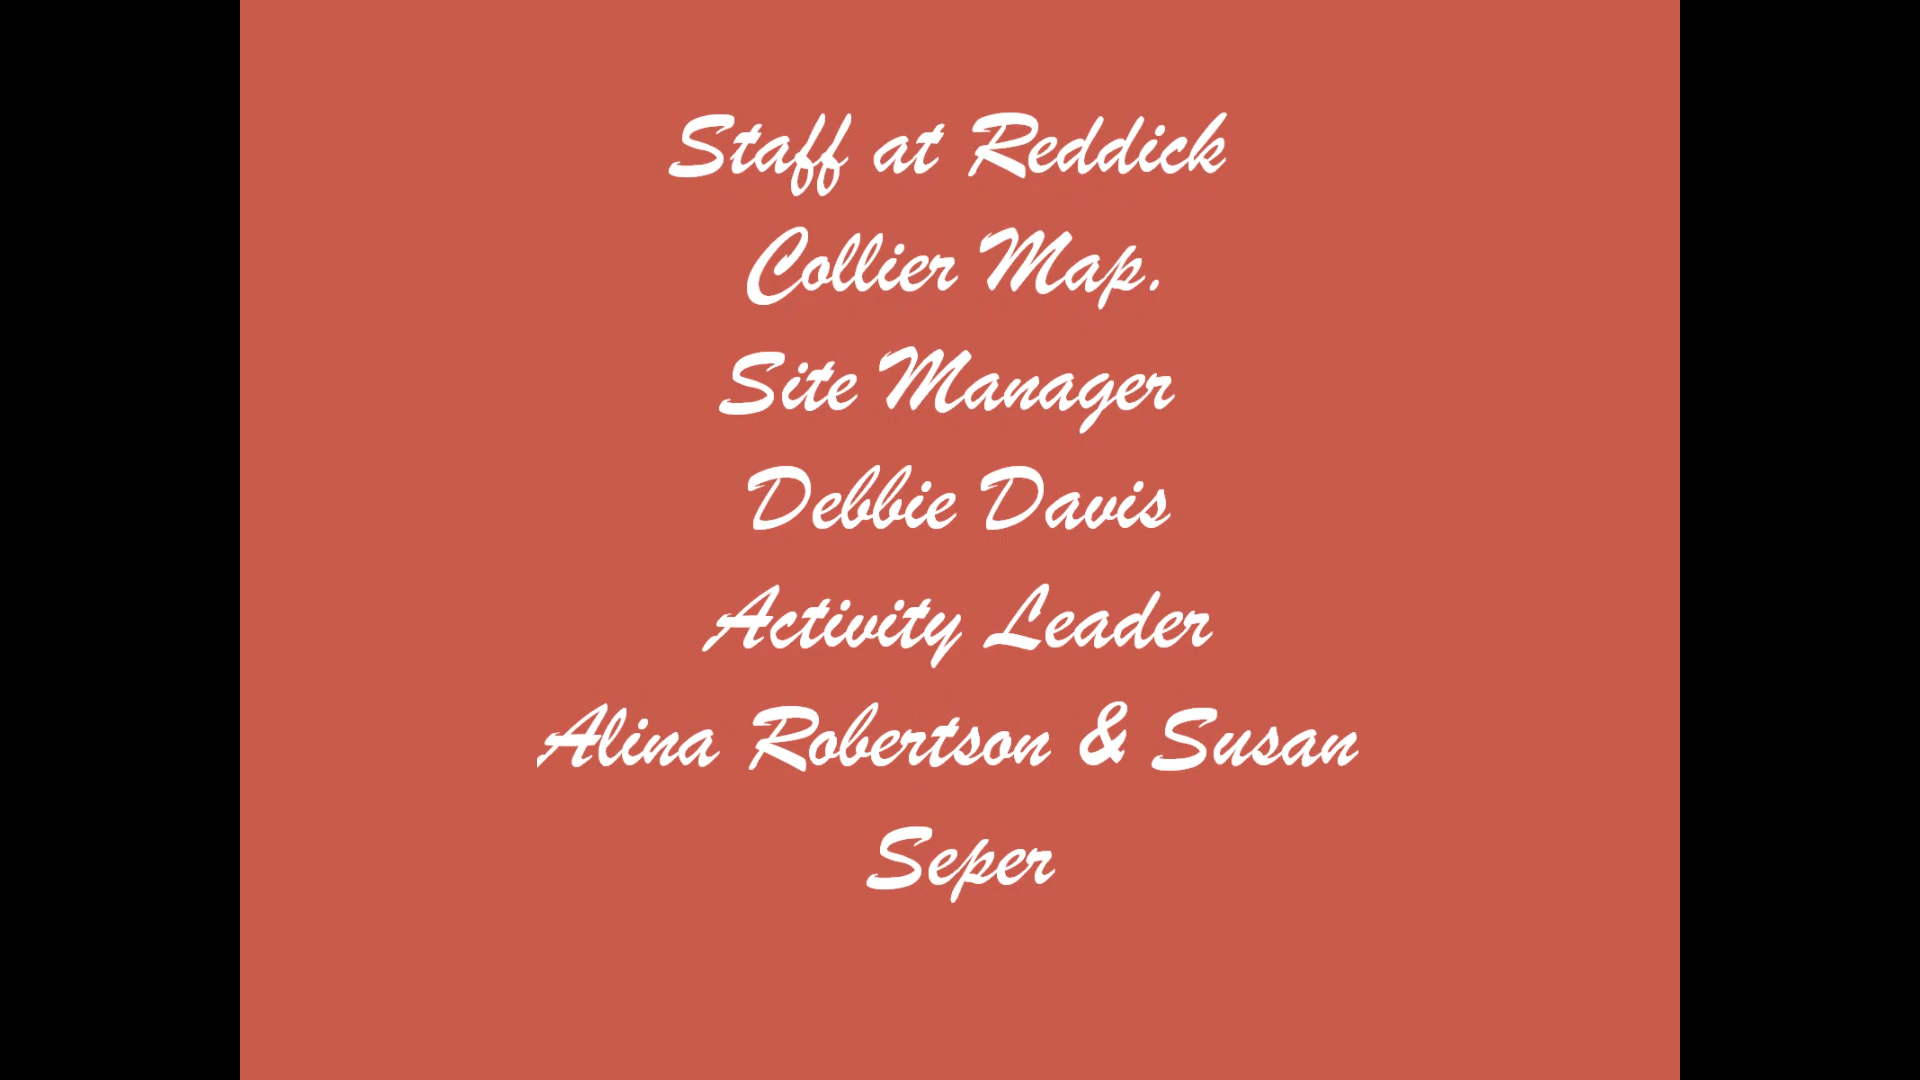 Staff at Reddick
Collier Map.
Site Manager
Debbie Davis
Activity Leader
Alina Robertson & Susan
Seper